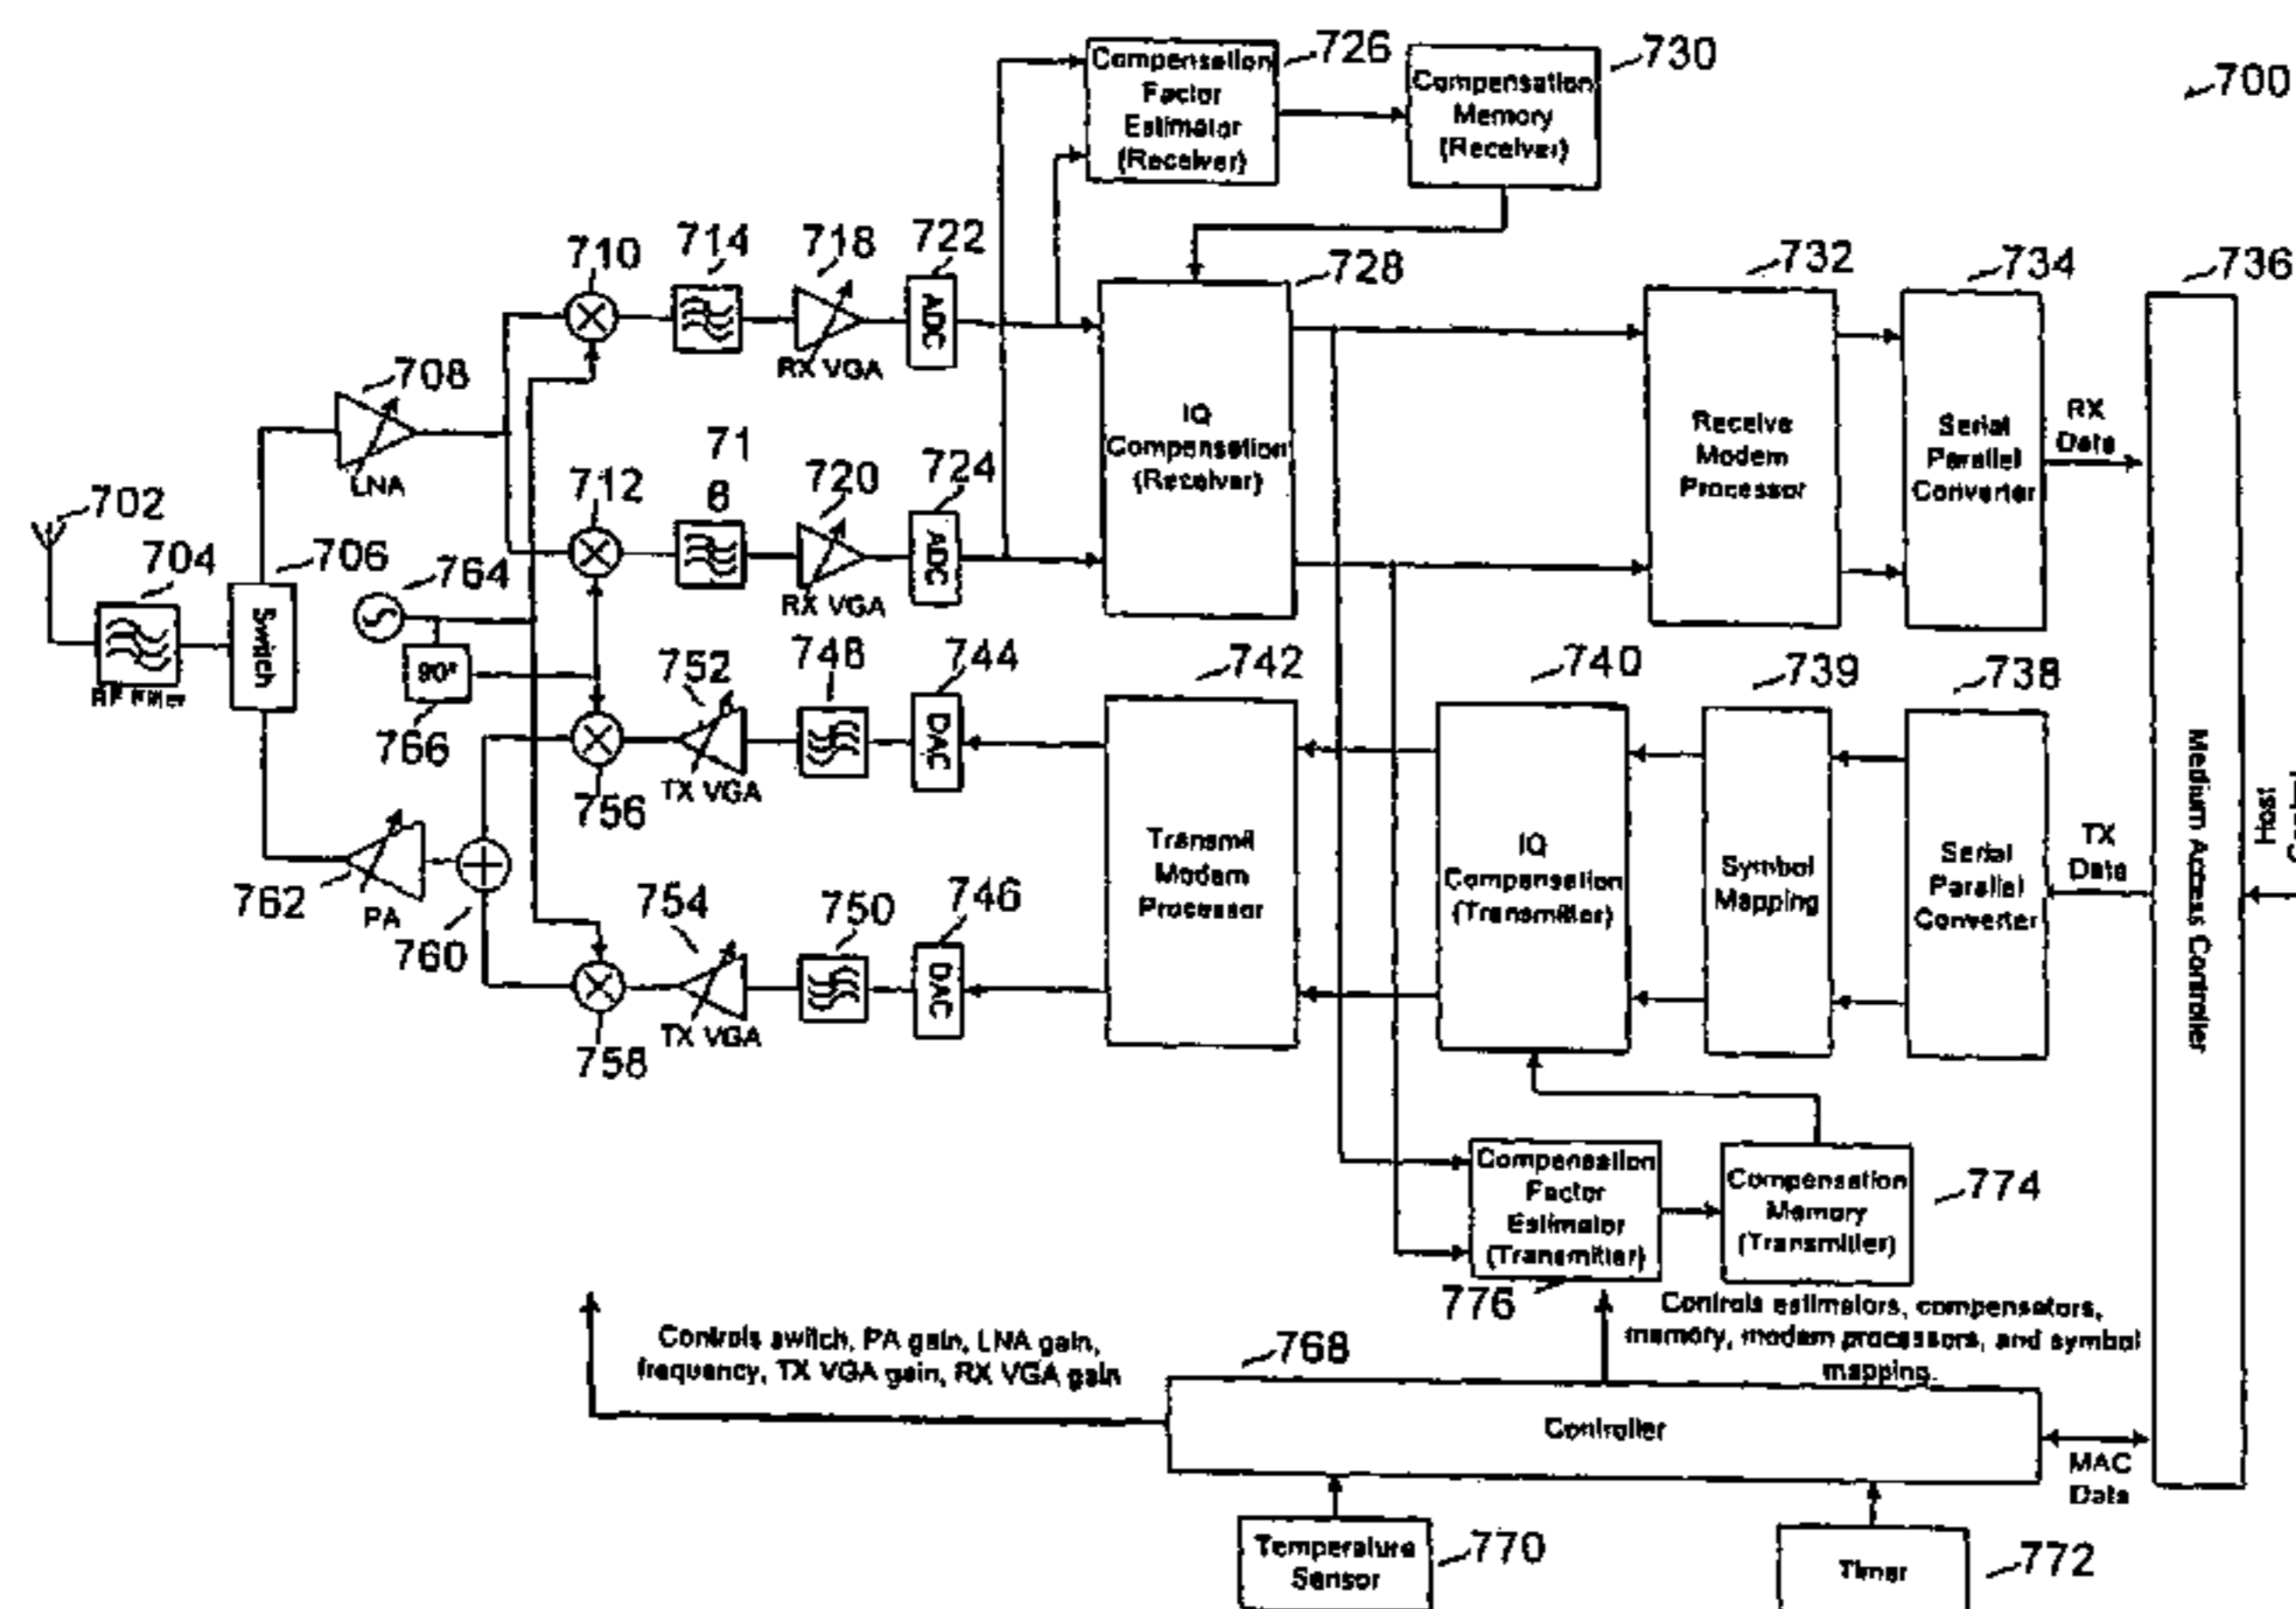 Compensation
Factor
Estimator
(Receiver)
726
Compensation
Memory
(Receiver)
730
700
710
714
718
722
ADC
RX VGA
728
IQ
Compensation
(Receiver)
732
Receive
Modem
Processor
734
Serial
Parallel
Converter
RX
Data
736
Medium Access Controller
Host
708
LNA
702
704
RF Filter
706
Switch
712
71
6
720
724
ADC
RX VGA
764
90°
766
752
748
744
DAC
TX VGA
756
742
Transmit
Modem
Processor
740
IQ
Compensation
(Transmitter)
739
Symbol
Mapping
738
Serial
Parallel
Converter
TX
Data
762
PA
760
754
750
746
DAC
TX VGA
758
Compensation
Factor
Estimator
(Transmitter)
776
Compensation
Memory
(Transmitter)
774
Controls switch, PA gain, LNA gain,
frequency, TX VGA gain, RX VGA gain
Controls estimators, compensators,
memory, modem processors, and symbol
mapping.
768
Controller
MAC
Data
Temperature
Sensor
770
Timer
772